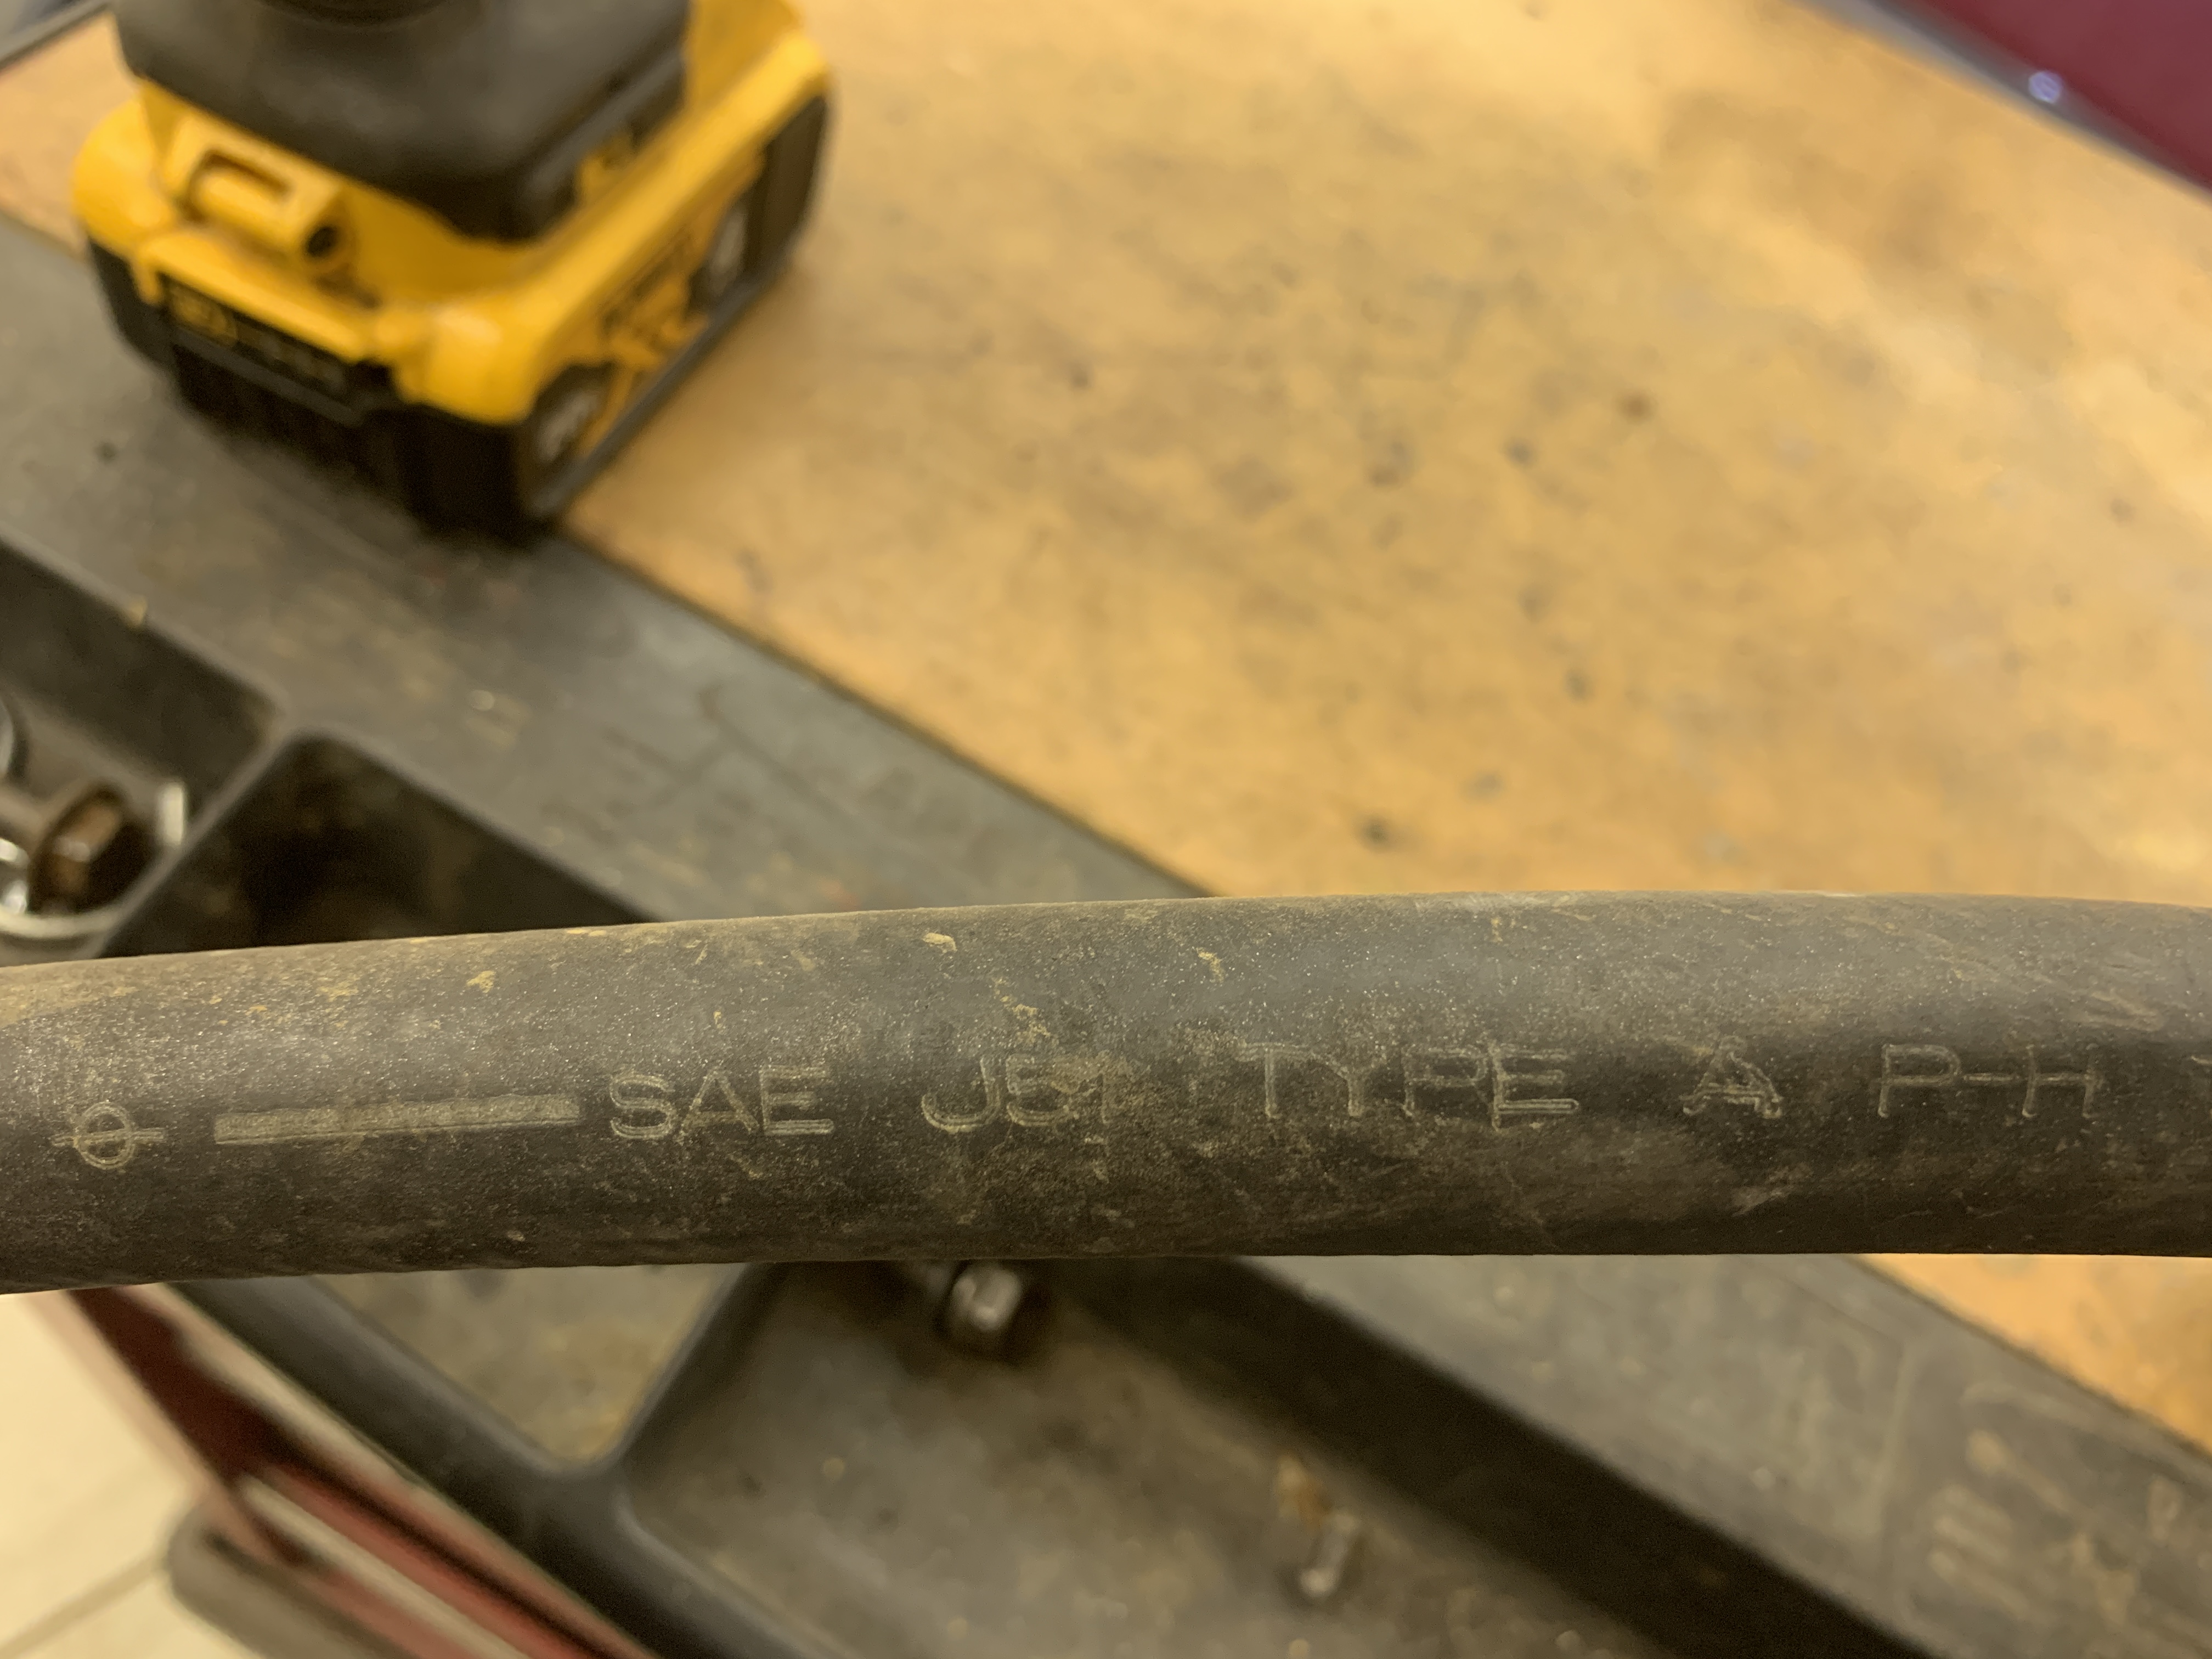 SAE J51 TYPE A P-H